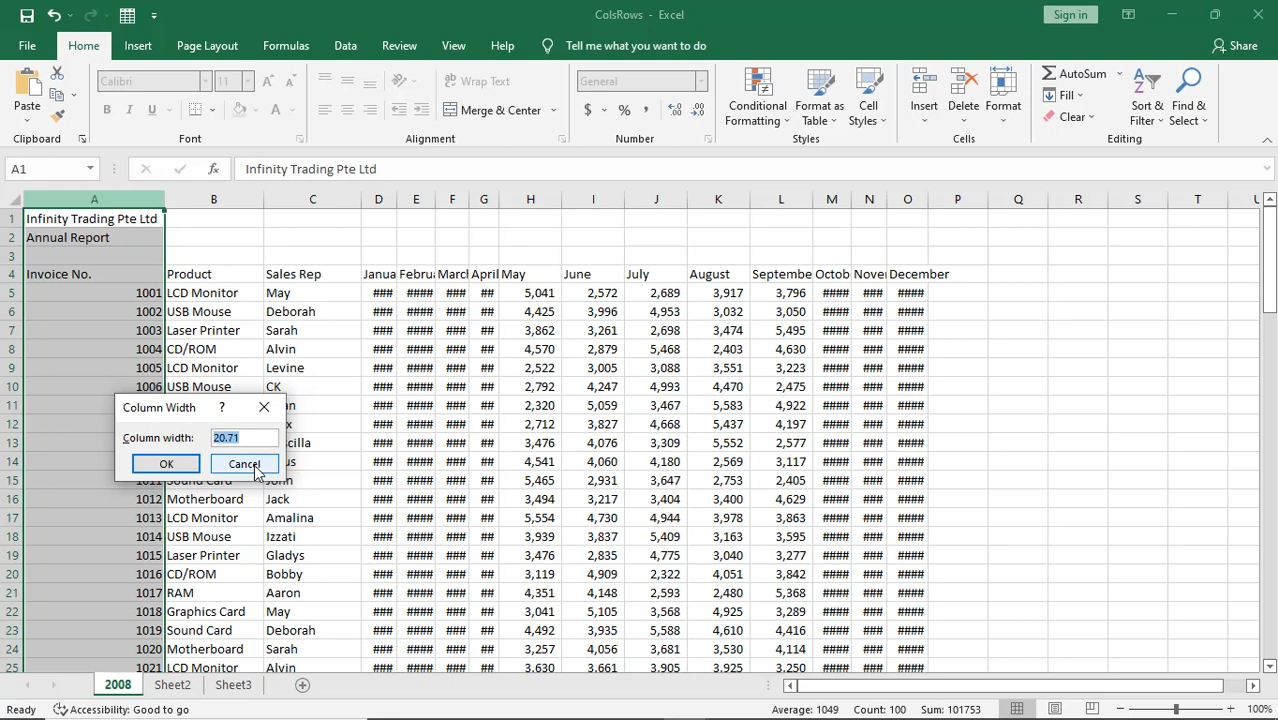 ColsRows - Excel
Sign in
File Home Insert Page Layout Formulas Data Review View Help Tell me what you want to do Share
Paste Calibri 11 Wrap Text General Conditional Format as Cell Insert Delete Format AutoSum Sort & Find &
B I U Merge & Center $ % Formatting Table Styles Fill Filter Select
Clear
Clipboard Font Alignment Number Styles Cells Editing
A1 fx Infinity Trading Pte Ltd
A B C D E F G H I J K L M N O P Q R S T U
1 Infinity Trading Pte Ltd
2 Annual Report
3
4 Invoice No. Product Sales Rep Janua Februa March April May June July August Septembe Octob Nover December
5 1001 LCD Monitor May ### #### ### ## 5,041 2,572 2,689 3,917 3,796 #### ### ####
6 1002 USB Mouse Deborah ### #### ### ## 4,425 3,996 4,953 3,032 3,050 #### ### ####
7 1003 Laser Printer Sarah ### #### ### ## 3,862 3,261 2,698 3,474 5,495 #### ### ####
8 1004 CD/ROM Alvin ### #### ### ## 4,570 2,879 5,468 2,403 4,630 #### ### ####
9 1005 LCD Monitor Levine ### #### ### ## 2,522 3,005 3,088 3,551 3,223 #### ### ####
10 1006 USB Mouse CK ### #### ### ## 2,792 4,247 4,993 4,470 2,475 #### ### ####
11 ### #### ### ## 2,320 5,059 3,467 5,583 4,922 #### ### ####
12 ### #### ### ## 2,712 3,827 4,668 5,437 4,197 #### ### ####
13 ### #### ### ## 3,476 4,076 3,309 5,552 2,577 #### ### ####
14 ### #### ### ## 4,541 4,060 4,180 2,569 3,117 #### ### ####
15 1011 Sound Card John ### #### ### ## 5,465 2,931 3,647 2,753 2,405 #### ### ####
16 1012 Motherboard Jack ### #### ### ## 3,494 3,217 3,404 3,400 4,629 #### ### ####
17 1013 LCD Monitor Amalina ### #### ### ## 5,554 4,730 4,944 3,978 3,863 #### ### ####
18 1014 USB Mouse Izzati ### #### ### ## 3,939 3,837 5,409 3,163 3,595 #### ### ####
19 1015 Laser Printer Gladys ### #### ### ## 3,476 2,835 4,775 3,040 3,277 #### ### ####
20 1016 CD/ROM Bobby ### #### ### ## 3,119 4,909 2,322 4,051 3,842 #### ### ####
21 1017 RAM Aaron ### #### ### ## 4,351 4,148 2,593 2,480 5,368 #### ### ####
22 1018 Graphics Card May ### #### ### ## 3,041 5,105 3,568 4,925 3,289 #### ### ####
23 1019 Sound Card Deborah ### #### ### ## 4,492 3,935 5,588 4,610 4,416 #### ### ####
24 1020 Motherboard Sarah ### #### ### ## 3,257 4,056 3,681 3,530 4,114 #### ### ####
25 1021 LCD Monitor Alvin ### #### ### ## 3,630 3,661 3,905 3,925 3,250 #### ### ####
Column Width ?
Column width: 20.71
OK Cancel
2008 Sheet2 Sheet3
Ready Accessibility: Good to go Average: 1049 Count: 100 Sum: 101753 100%